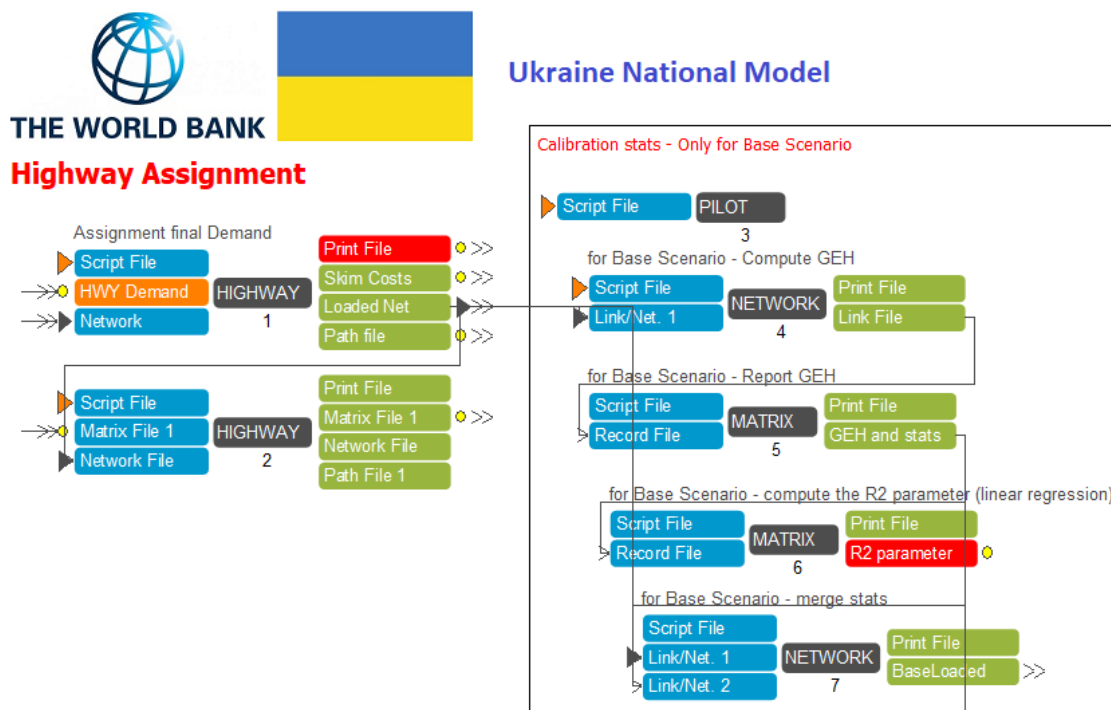 THE WORLD BANK
Ukraine National Model
Highway Assignment
Assignment final Demand
Script File
HWY Demand
Network
HIGHWAY
1
Print File
Skim Costs
Loaded Net
Path file
Script File
Matrix File 1
Network File
HIGHWAY
2
Print File
Matrix File 1
Network File
Path File 1
Calibration stats - Only for Base Scenario
Script File
PILOT
3
for Base Scenario - Compute GEH
Script File
Link/Net. 1
NETWORK
4
Print File
Link File
for Base Scenario - Report GEH
Script File
Record File
MATRIX
5
Print File
GEH and stats
for Base Scenario - compute the R2 parameter (linear regression)
Script File
Record File
MATRIX
6
Print File
R2 parameter
for Base Scenario - merge stats
Script File
Link/Net. 1
Link/Net. 2
NETWORK
7
Print File
BaseLoaded